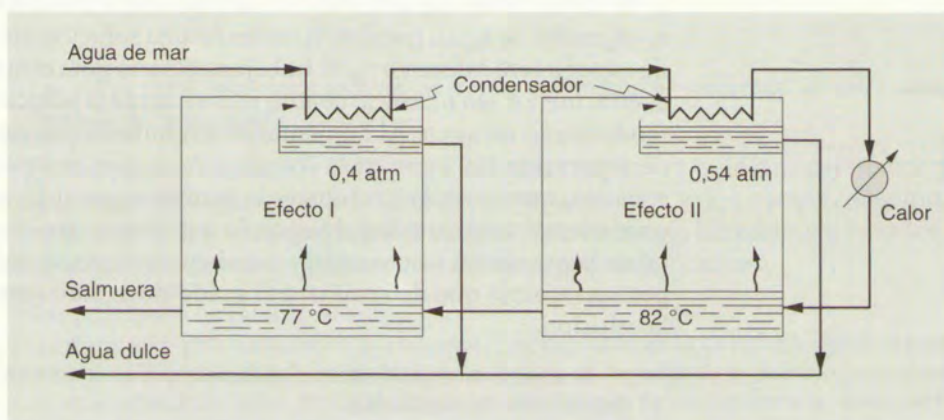 Agua de mar
Condensador
0,4 atm
0,54 atm
Efecto I
Efecto II
Calor
Salmuera
77 °C
82 °C
Agua dulce